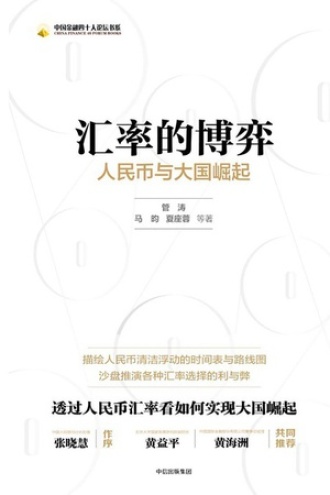 中国金融四十人论坛书系
CHINA FINANCE 40 FORUM BOOKS
汇率的博弈
人民币与大国崛起
管 涛
马 昀 夏座蓉 等著
描绘人民币清洁浮动的时间表与路线图
沙盘推演各种汇率选择的利与弊
透过人民币汇率看如何实现大国崛起
张晓慧 作序 黄益平 黄海洲 共同推荐
中信出版集团